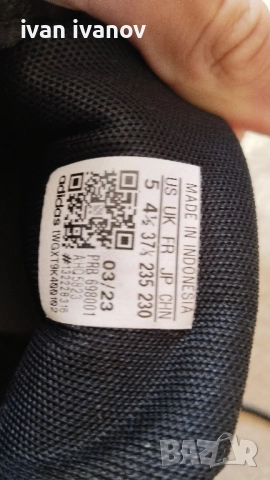 ivan ivanov
MADE IN INDONESIA
US UK FR JP CHN
5 4½ 37⅓ 235 230
03/23
PRB 698001
adidas
BAZAR.BG